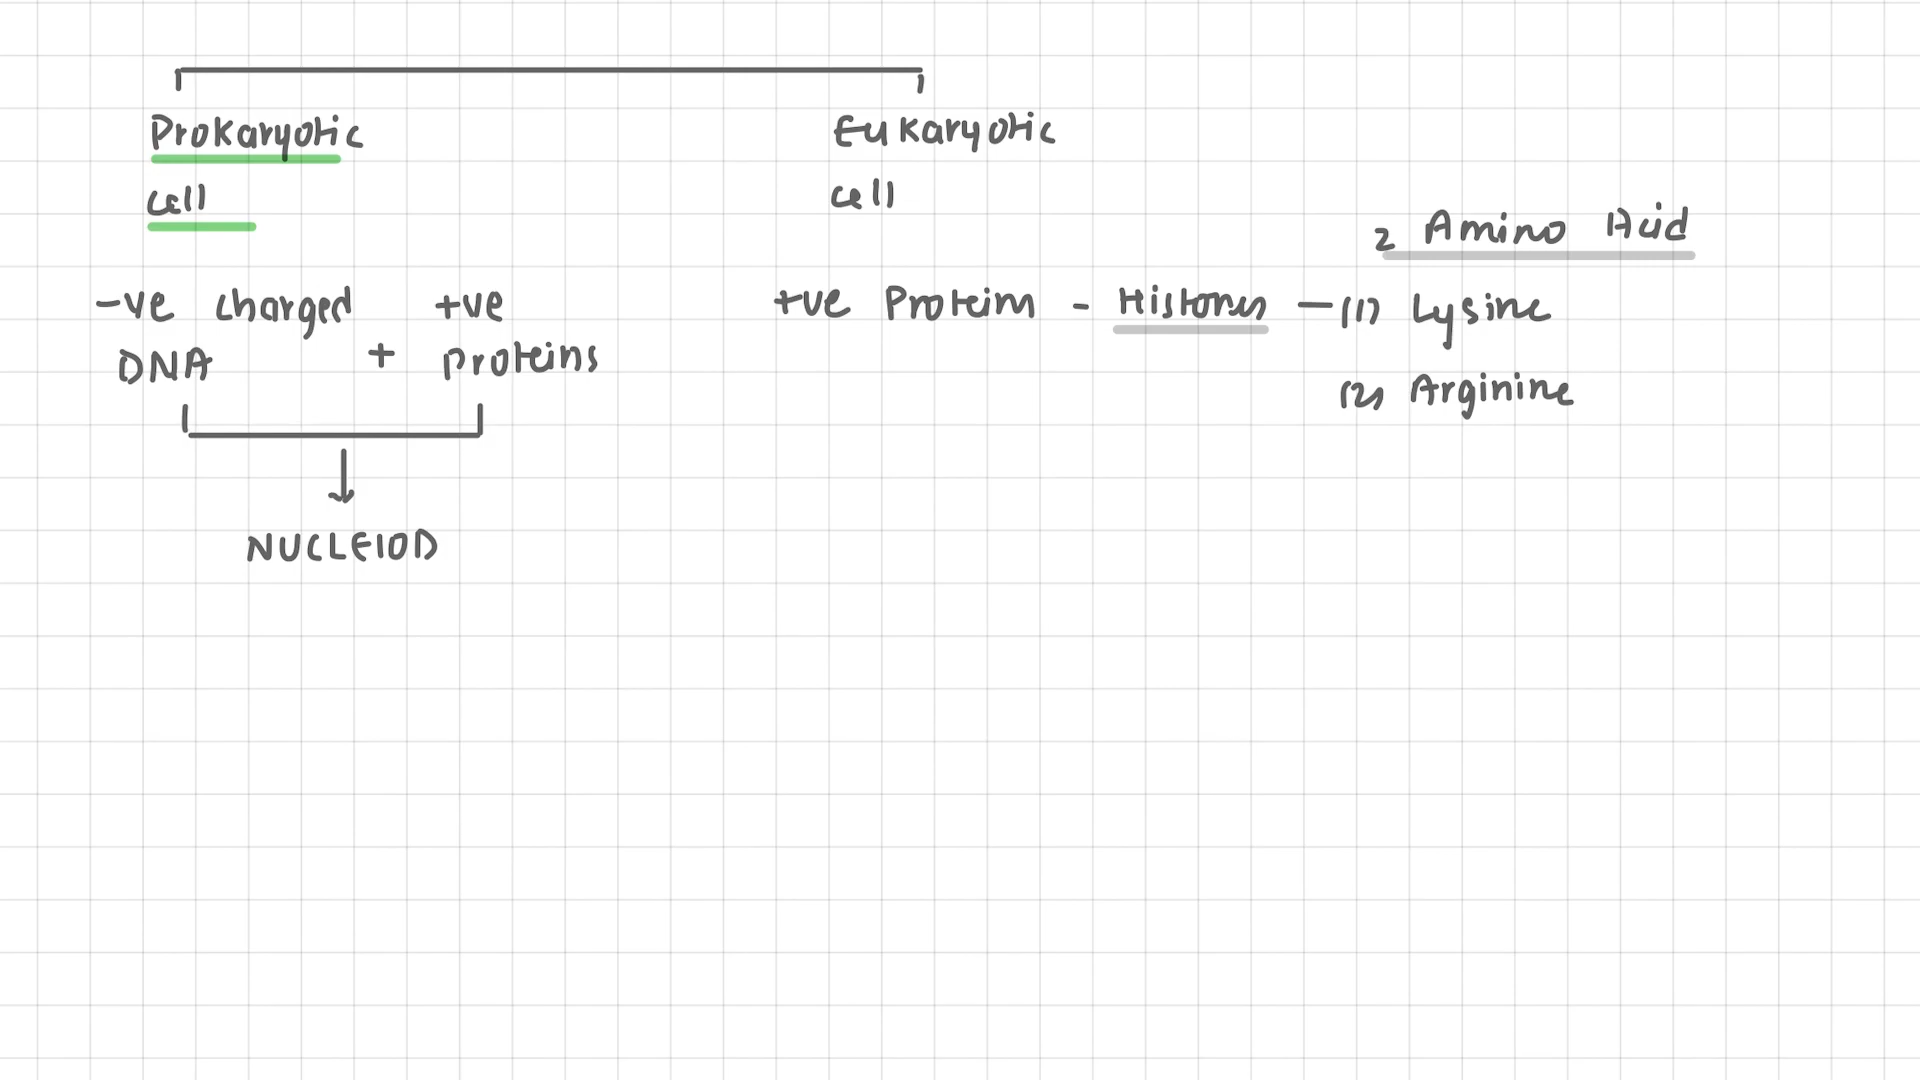 Prokaryotic
cell
Eukaryotic
cell
-ve charged
DNA
+
+ve
proteins
NUCLEIOD
+ve Protein - Histones
2 Amino Acid
— (1) Lysine
(2) Arginine